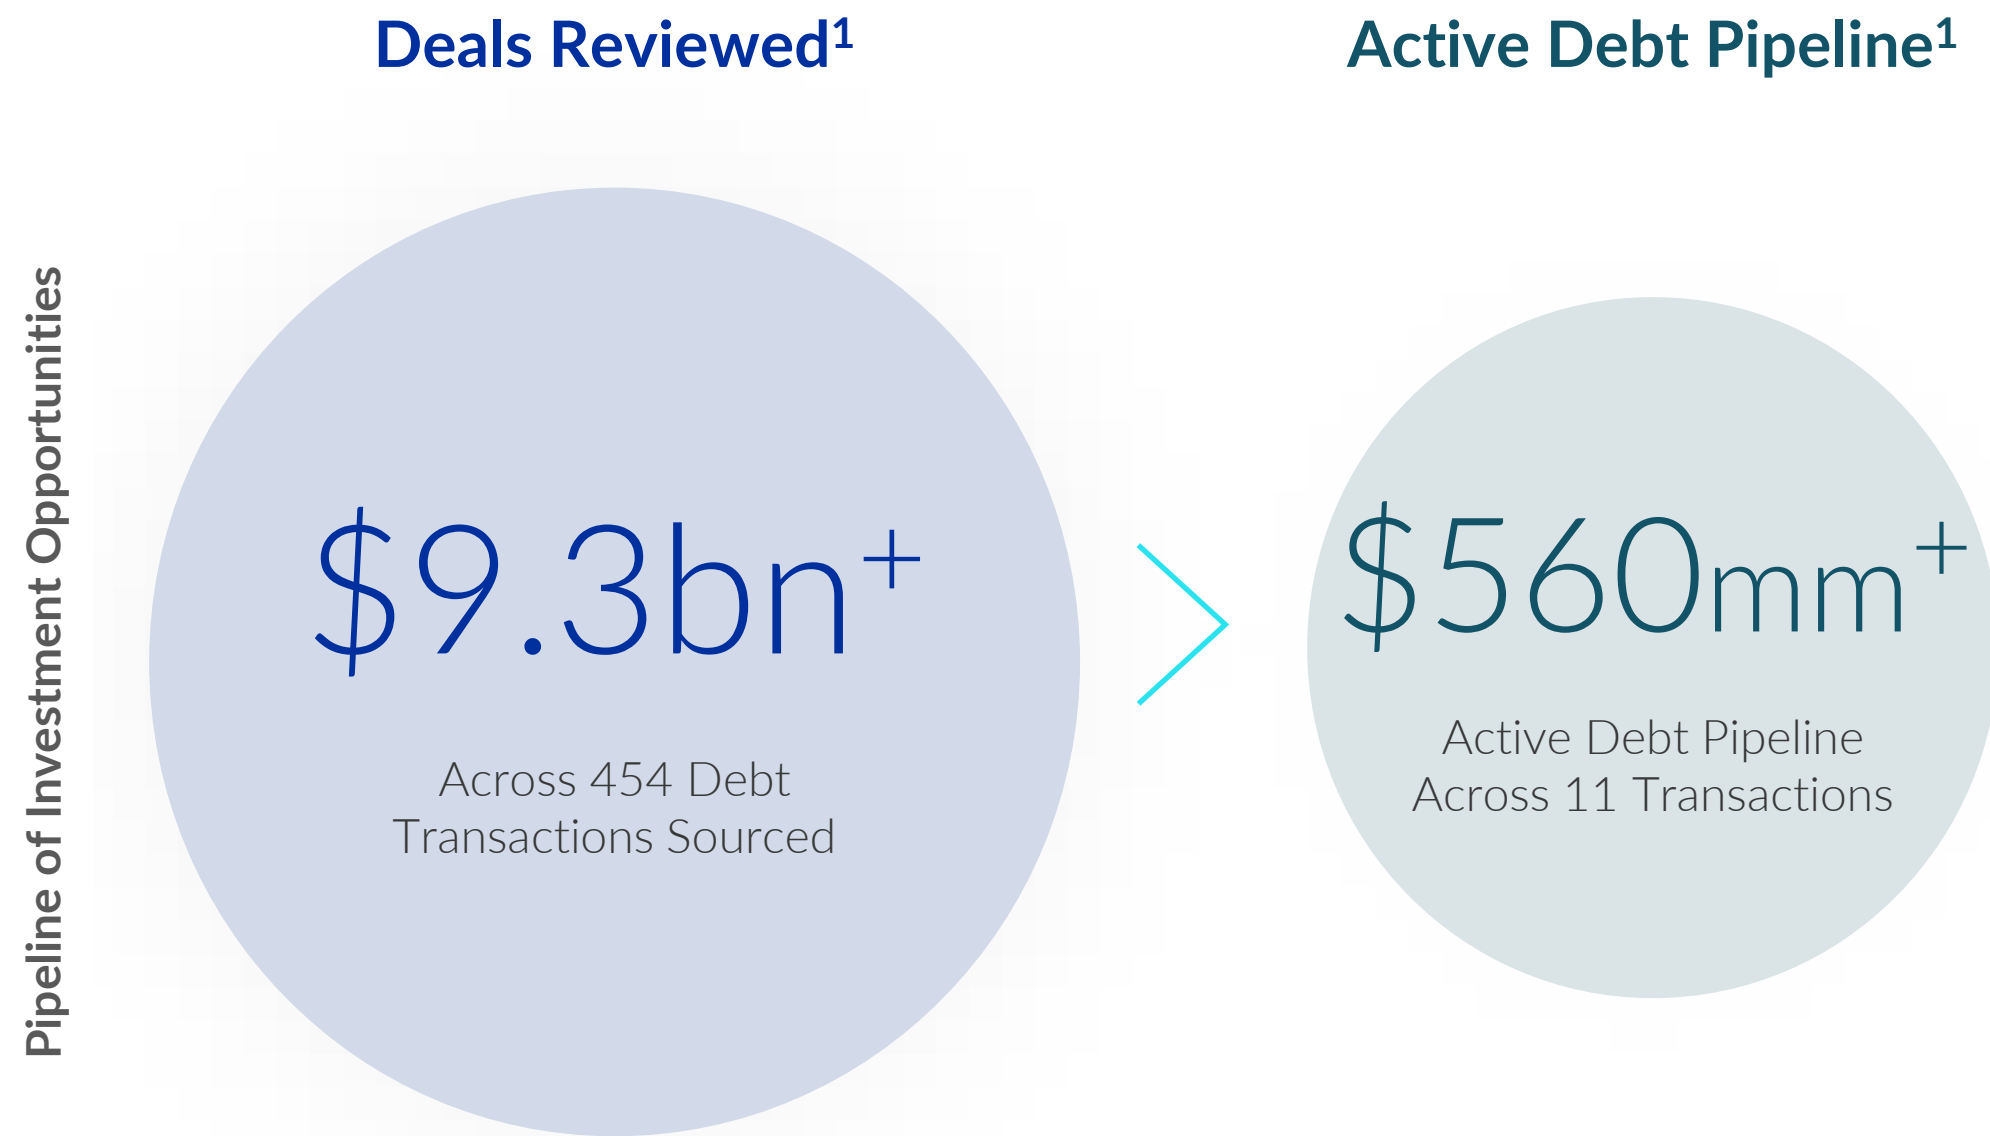 Deals Reviewed¹
Active Debt Pipeline¹
Pipeline of Investment Opportunities
$9.3bn⁺
Across 454 Debt
Transactions Sourced
$560mm⁺
Active Debt Pipeline
Across 11 Transactions